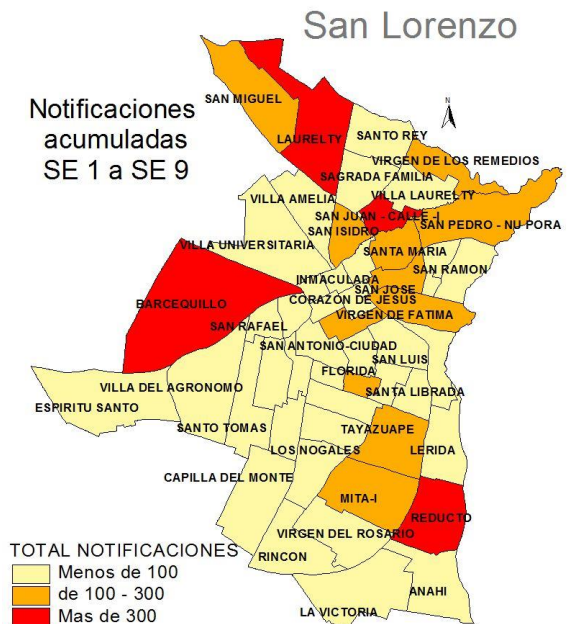 San Lorenzo
Notificaciones
acumuladas
SE 1 a SE 9
N
SAN MIGUEL
LAURELTY
SANTO REY
VIRGEN DE LOS REMEDIOS
SAGRADA FAMILIA
VILLA AMELIA
VILLA LAURELTY
SAN JUAN - CALLE -I
SAN PEDRO - NU PORA
SAN ISIDRO
VILLA UNIVERSITARIA
SANTA MARIA
SAN RAMON
INMACULADA
SAN JOSE
BARCEQUILLO
CORAZON DE JESUS
VIRGEN DE FATIMA
SAN RAFAEL
SAN ANTONIO-CIUDAD
SAN LUIS
FLORIDA
VILLA DEL AGRONOMO
SANTA LIBRADA
ESPIRITU SANTO
SANTO TOMAS
TAYAZUAPE
LOS NOGALES
LERIDA
CAPILLA DEL MONTE
MITA-I
REDUCTO
VIRGEN DEL ROSARIO
RINCON
ANAHI
LA VICTORIA
TOTAL NOTIFICACIONES
Menos de 100
de 100 - 300
Mas de 300